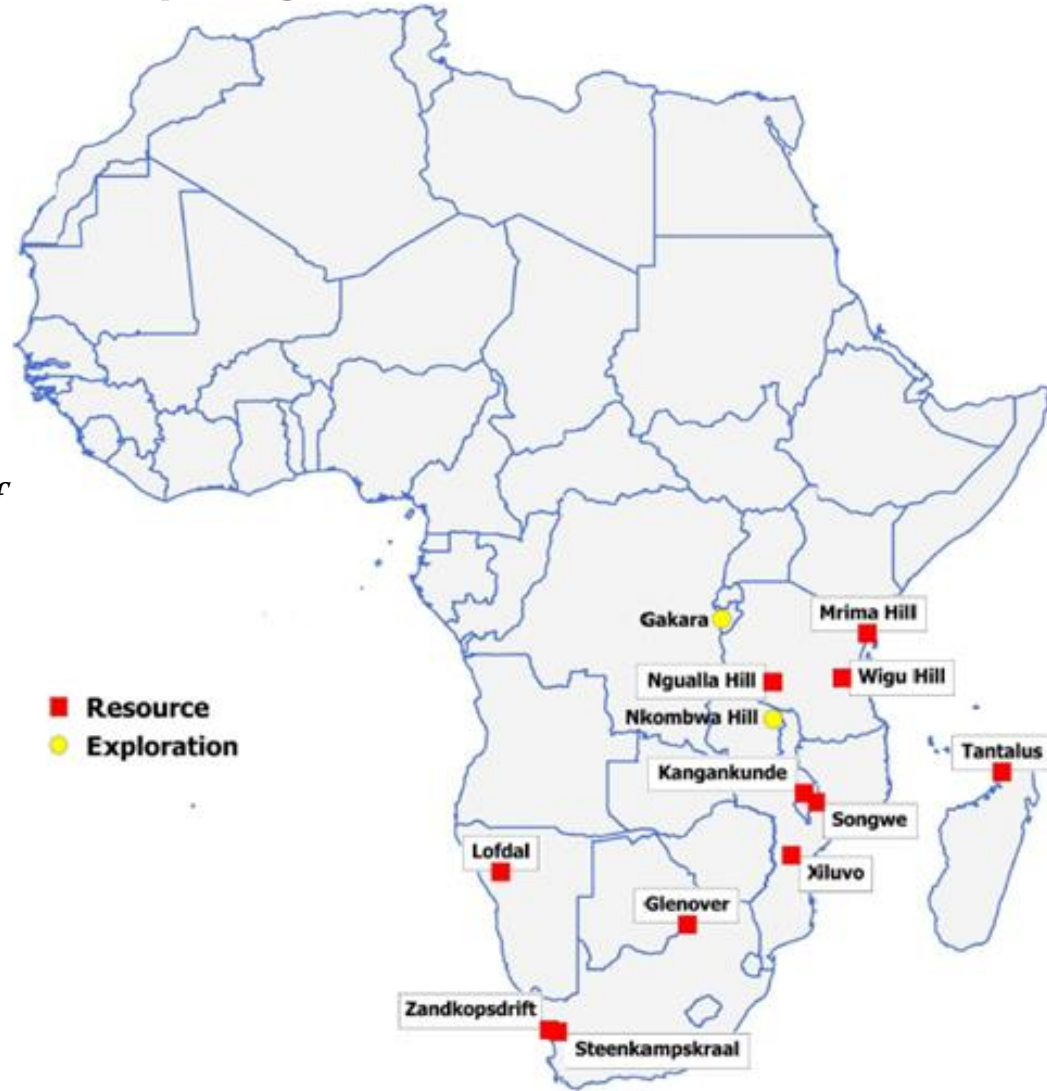 Gakara
Mrima Hill
Ngualla Hill
Wigu Hill
Resource
Exploration
Nkombwa Hill
Tantalus
Kangankunde
Songwe
Lofdal
Xiluvo
Glenover
Zandkopsdrift
Steenkampskraal